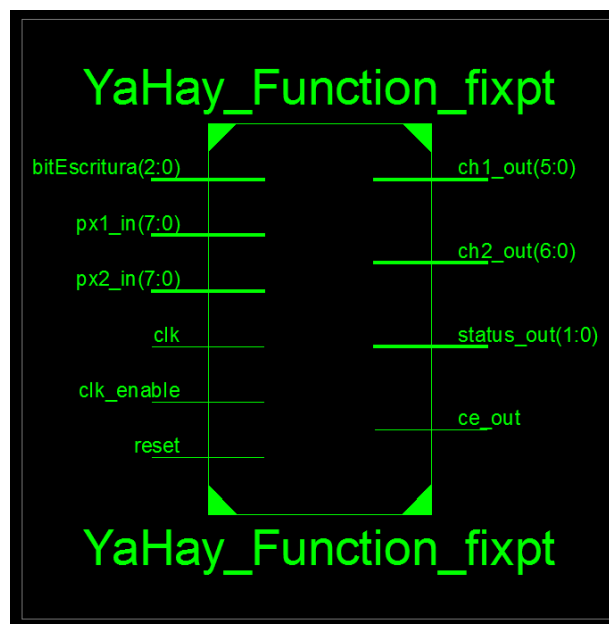 YaHay_Function_fixpt
bitEscritura(2:0)
ch1_out(5:0)
px1_in(7:0)
ch2_out(6:0)
px2_in(7:0)
clk
status_out(1:0)
clk_enable
ce_out
reset
YaHay_Function_fixpt